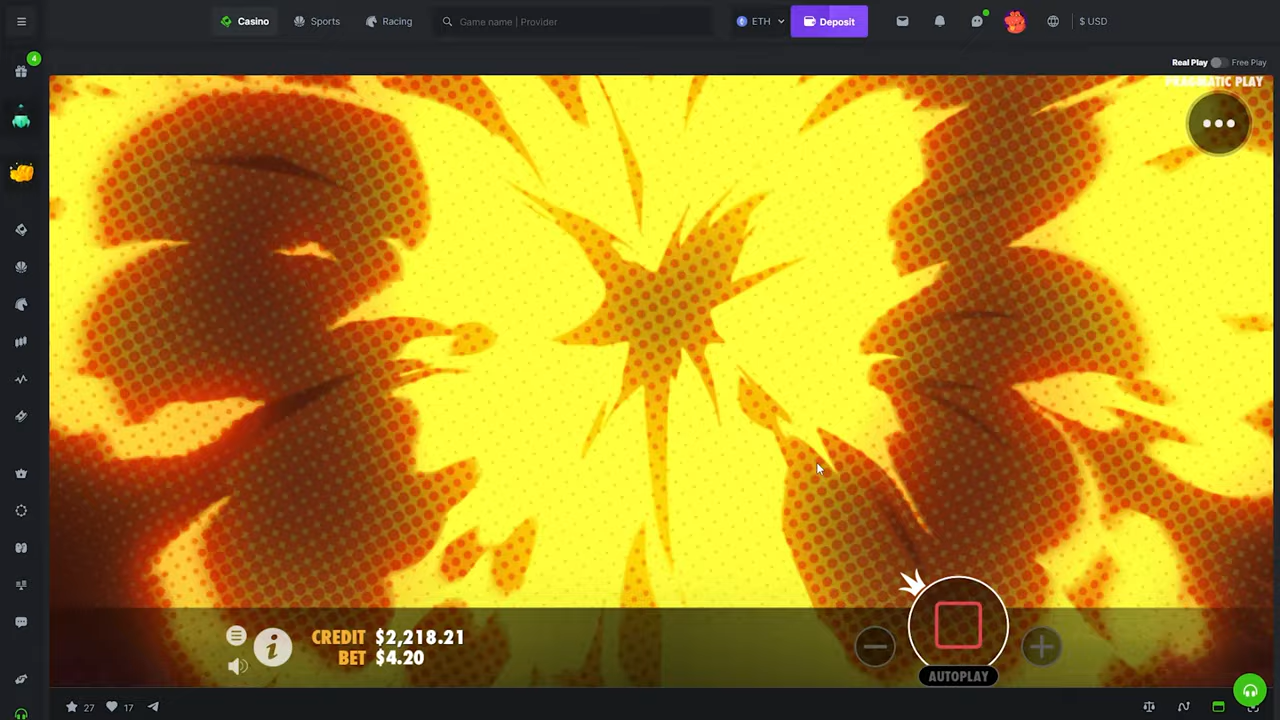 Casino
Sports
Racing
Game name | Provider
ETH
Deposit
$ USD
4
Real Play
Free Play
PRAGMATIC PLAY
CREDIT $2,218.21
BET $4.20
AUTOPLAY
27
17